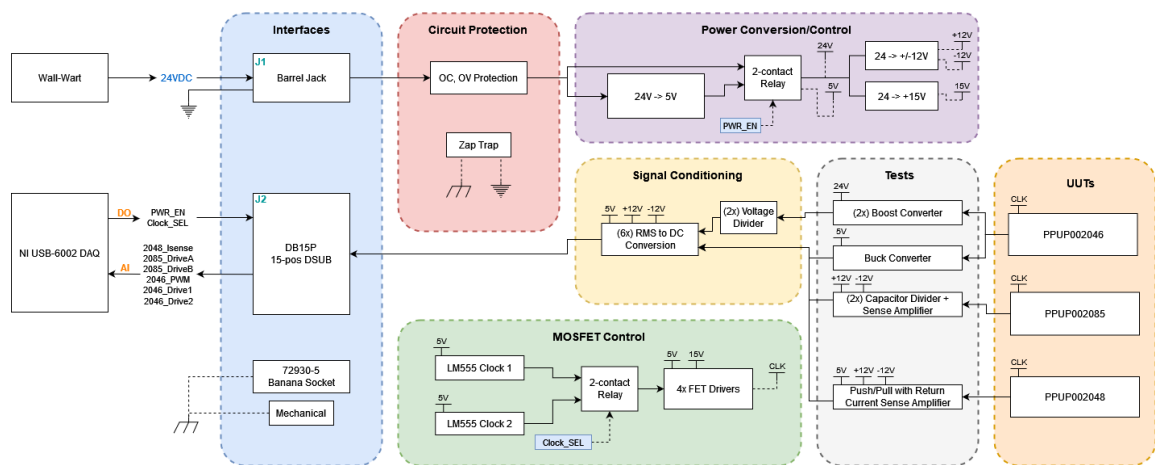 Interfaces
Circuit Protection
Power Conversion/Control
J1
Wall-Wart
24VDC
Barrel Jack
OC, OV Protection
24V -> 5V
2-contact
Relay
PWR_EN
24V
5V
24 -> +/-12V
+12V
-12V
24 -> +15V
15V
Zap Trap
Signal Conditioning
Tests
UUTs
J2
NI USB-6002 DAQ
DO
PWR_EN
Clock_SEL
AI
2048_Isense
2085_DriveA
2085_DriveB
2046_PWM
2046_Drive1
2046_Drive2
DB15P
15-pos DSUB
5V
+12V
-12V
(6x) RMS to DC
Conversion
(2x) Voltage
Divider
24V
(2x) Boost Converter
5V
Buck Converter
+12V
-12V
(2x) Capacitor Divider +
Sense Amplifier
5V
+12V
-12V
Push/Pull with Return
Current Sense Amplifier
CLK
PPUP002046
CLK
PPUP002085
CLK
PPUP002048
MOSFET Control
5V
LM555 Clock 1
5V
LM555 Clock 2
2-contact
Relay
Clock_SEL
5V
15V
4x FET Drivers
CLK
72930-5
Banana Socket
Mechanical